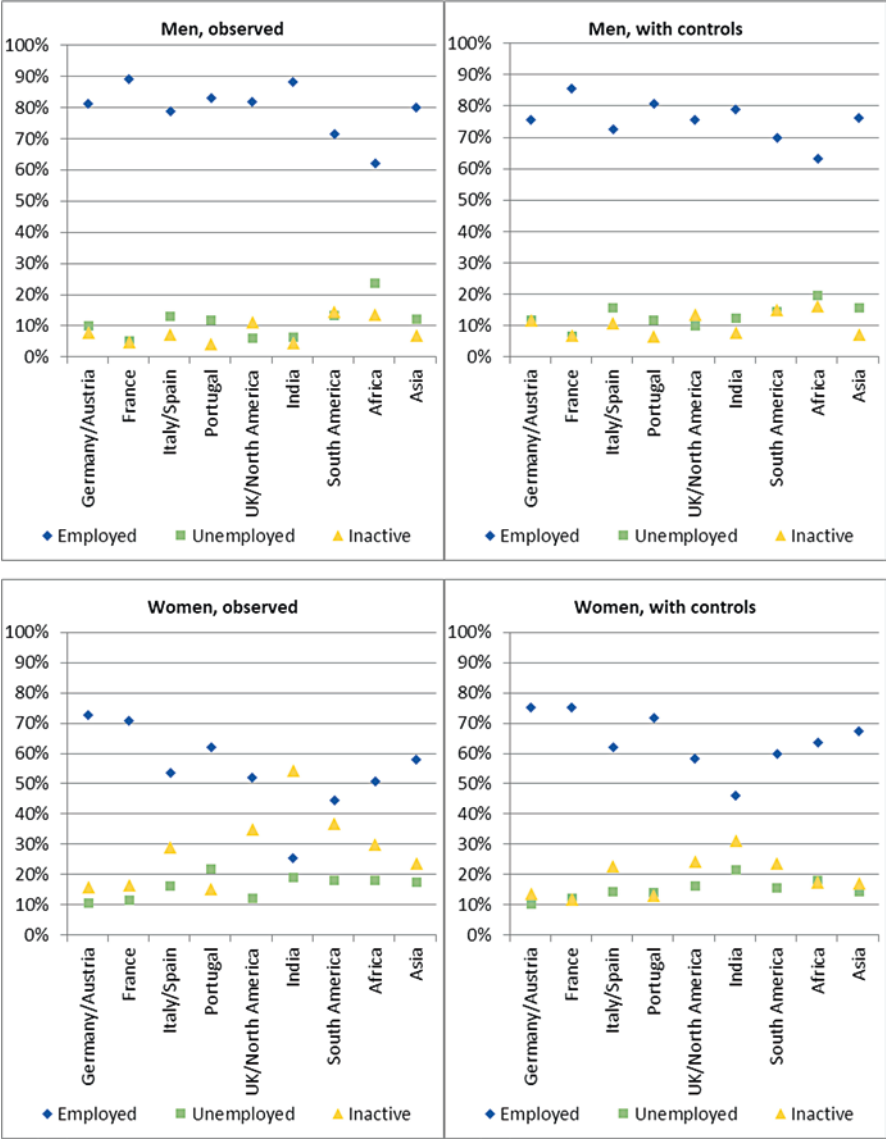 Men, observed
100%
90%
80%
70%
60%
50%
40%
30%
20%
10%
0%
Germany/Austria
France
Italy/Spain
Portugal
UK/North America
India
South America
Africa
Asia
Employed Unemployed Inactive
Men, with controls
100%
90%
80%
70%
60%
50%
40%
30%
20%
10%
0%
Germany/Austria
France
Italy/Spain
Portugal
UK/North America
India
South America
Africa
Asia
Employed Unemployed Inactive
Women, observed
100%
90%
80%
70%
60%
50%
40%
30%
20%
10%
0%
Germany/Austria
France
Italy/Spain
Portugal
UK/North America
India
South America
Africa
Asia
Employed Unemployed Inactive
Women, with controls
100%
90%
80%
70%
60%
50%
40%
30%
20%
10%
0%
Germany/Austria
France
Italy/Spain
Portugal
UK/North America
India
South America
Africa
Asia
Employed Unemployed Inactive